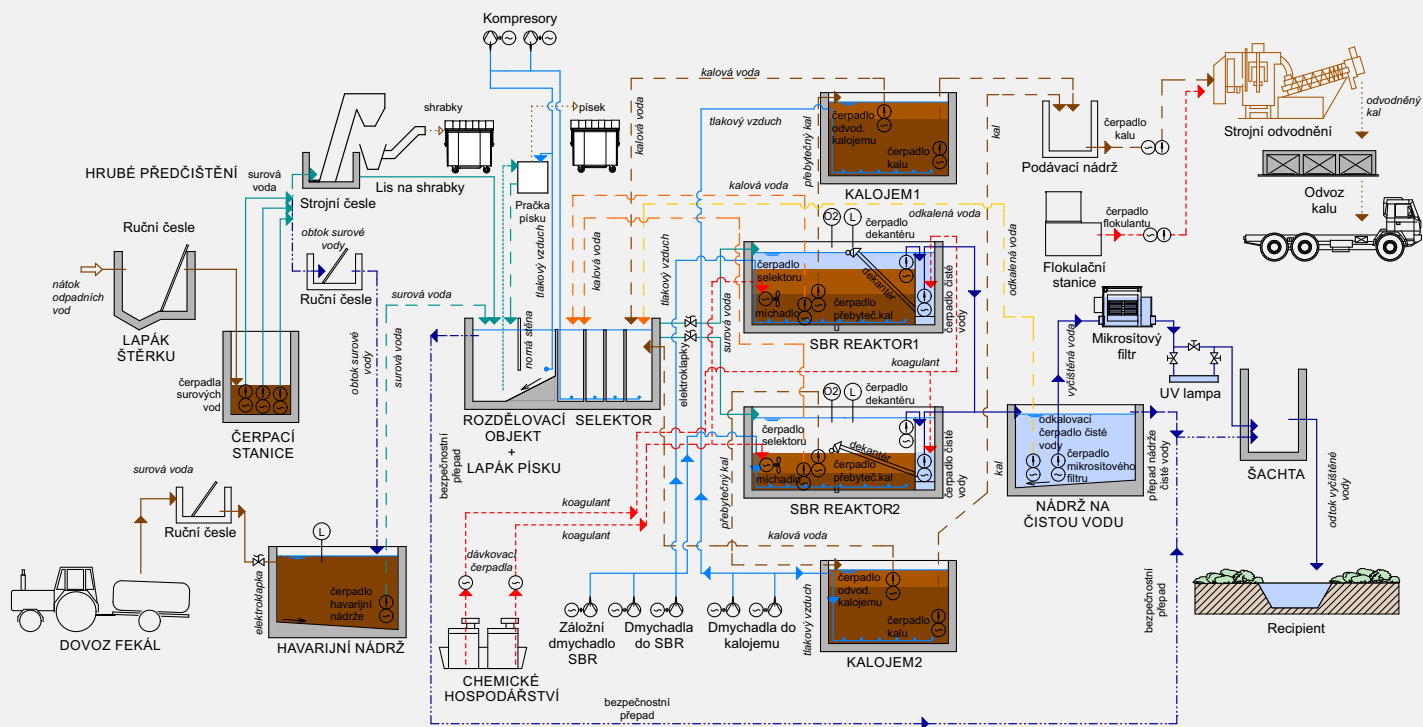 Kompresory
HRUBÉ PŘEDČIŠTĚNÍ
surová
voda
shrabky
písek
Strojní česle
Lis na shrabky
Pračka
písku
Ruční česle
nátok
odpadních
vod
LAPÁK
ŠTĚRKU
obtok surové
vody
Ruční česle
čerpadla
surových
vod
ČERPACÍ
STANICE
surová voda
obtok surové
vody
surová voda
tlakový vzduch
norná stěna
kalová voda
kalová voda
tlakový vzduch
ROZDĚLOVACÍ
OBJEKT
+
LAPÁK PÍSKU
SELEKTOR
elektroklapky
surová voda
bezpečnostní
přepad
surová voda
Ruční česle
elektroklapka
L
čerpadlo
havarijní
nádrže
DOVOZ FEKÁL
HAVARIJNÍ NÁDRŽ
dávkovací
čerpadla
koagulant
koagulant
CHEMICKÉ
HOSPODÁŘSTVÍ
Záložní
dmychadlo
SBR
Dmychadla
do SBR
Dmychadla do
kalojemu
kalová voda
tlakový vzduch
přebytečný kal
čerpadlo
odvod.
kalojemu
čerpadlo
kalu
KALOJEM1
kalová voda
odkalená voda
O2
L
čerpadlo
dekantéru
čerpadlo
selektoru
dekantér
míchadlo
čerpadlo
přebyteč.kal
u
čerpadlo čisté
vody
SBR REAKTOR1
koagulant
O2
L
čerpadlo
dekantéru
čerpadlo
selektoru
dekantér
míchadlo
čerpadlo
přebyteč.kal
u
čerpadlo čisté
vody
SBR REAKTOR2
přebytečný kal
kalová voda
tlakový vzduch
čerpadlo
odvod.
kalojemu
čerpadlo
kalu
KALOJEM2
kal
kal
odkalená voda
Podávací nádrž
čerpadlo
kalu
Strojní odvodnění
odvodněný
kal
Odvoz
kalu
čerpadlo
flokulantu
Flokulační
stanice
Mikrosítový
filtr
vyčištěná voda
UV lampa
odkalovací
čerpadlo čisté
vody
čerpadlo
mikrosítového
filtru
NÁDRŽ NA
ČISTOU VODU
přepad nádrže
čisté vody
ŠACHTA
odtok vyčištěné
vody
bezpečnostní
přepad
Recipient
bezpečnostní
přepad